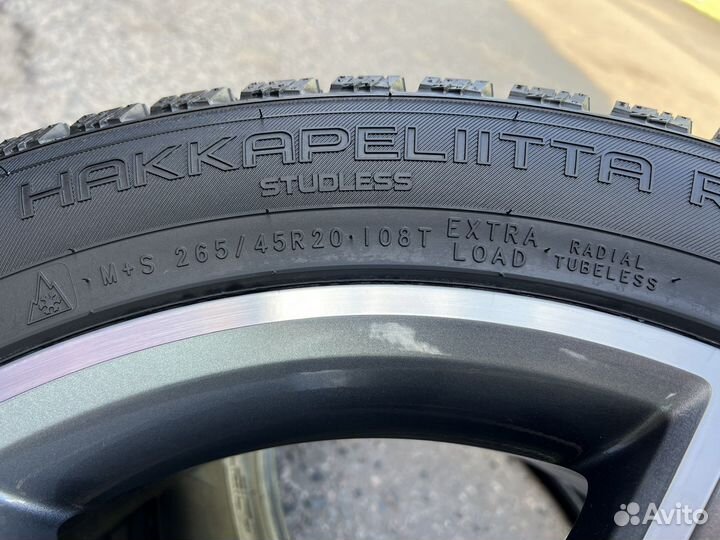 HAKKAPELIITTA R
STUDLESS
M+S 265/45R20·108T EXTRA LOAD · RADIAL TUBELESS
Avito